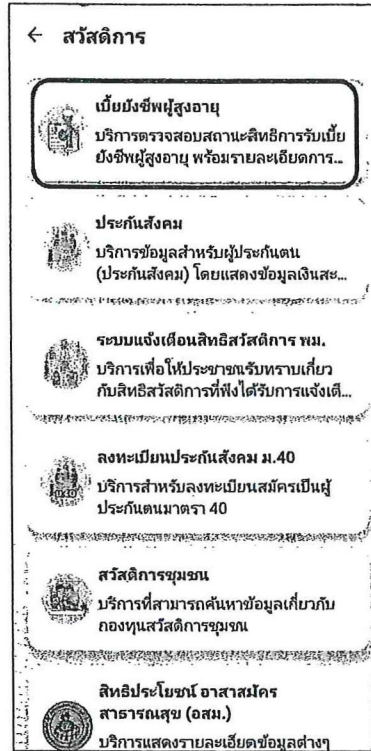 ← สวัสดิการ
เบี้ยยังชีพผู้สูงอายุ
บริการตรวจสอบสถานะสิทธิการรับเบี้ย
ยังชีพผู้สูงอายุ พร้อมรายละเอียดการ...
ประกันสังคม
บริการข้อมูลสำหรับผู้ประกันตน
(ประกันสังคม) โดยแสดงข้อมูลเงินสะ...
ระบบแจ้งเตือนสิทธิสวัสดิการ พม.
บริการเพื่อให้ประชาชนรับทราบเกี่ยว
กับสิทธิสวัสดิการที่พึงได้รับการแจ้งเตื...
ลงทะเบียนประกันสังคม ม.40
บริการสำหรับลงทะเบียนสมัครเป็นผู้
ประกันตนมาตรา 40
สวัสดิการชุมชน
บริการที่สามารถค้นหาข้อมูลเกี่ยวกับ
กองทุนสวัสดิการชุมชน
สิทธิประโยชน์ อาสาสมัคร
สาธารณสุข (อสม.)
บริการแสดงรายละเอียดข้อมูลต่างๆ